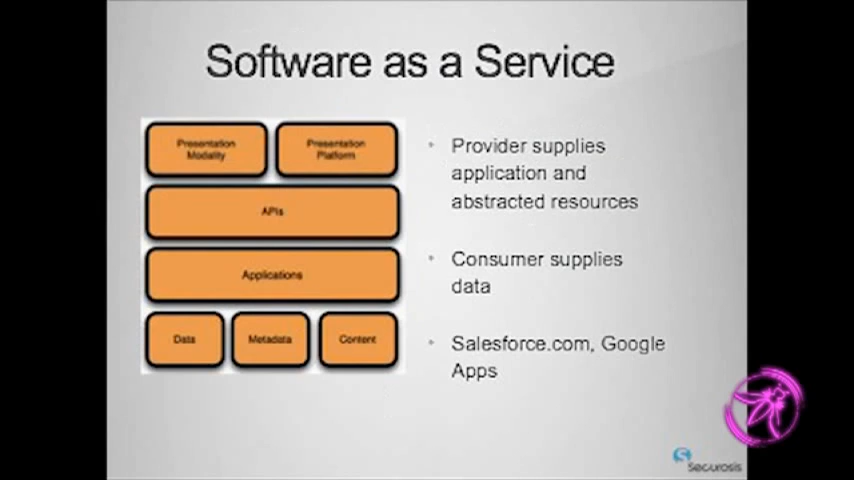 Software as a Service
Presentation
Modality
Presentation
Platform
APIs
Applications
Data
Metadata
Content
Provider supplies
application and
abstracted resources
Consumer supplies
data
Salesforce.com, Google
Apps
Securosis